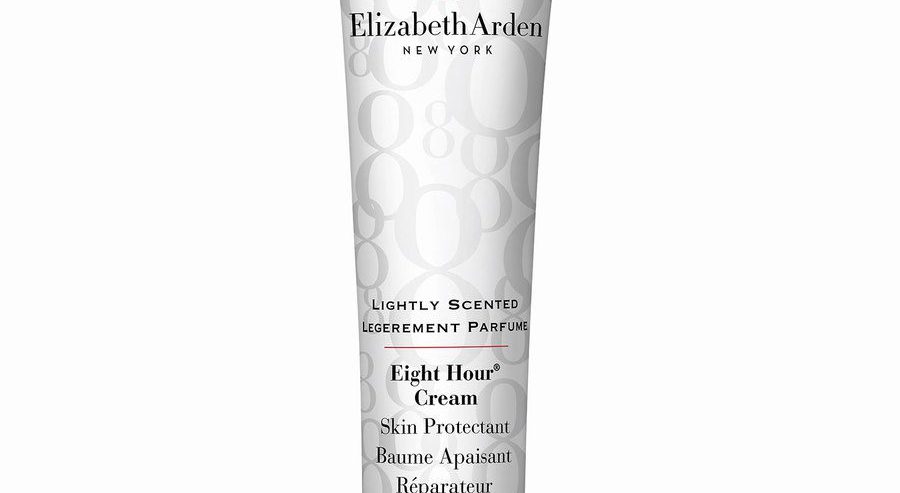 Elizabeth Arden
NEW YORK
LIGHTLY SCENTED
LEGEREMENT PARFUME
Eight Hour®
Cream
Skin Protectant
Baume Apaisant
Réparateur